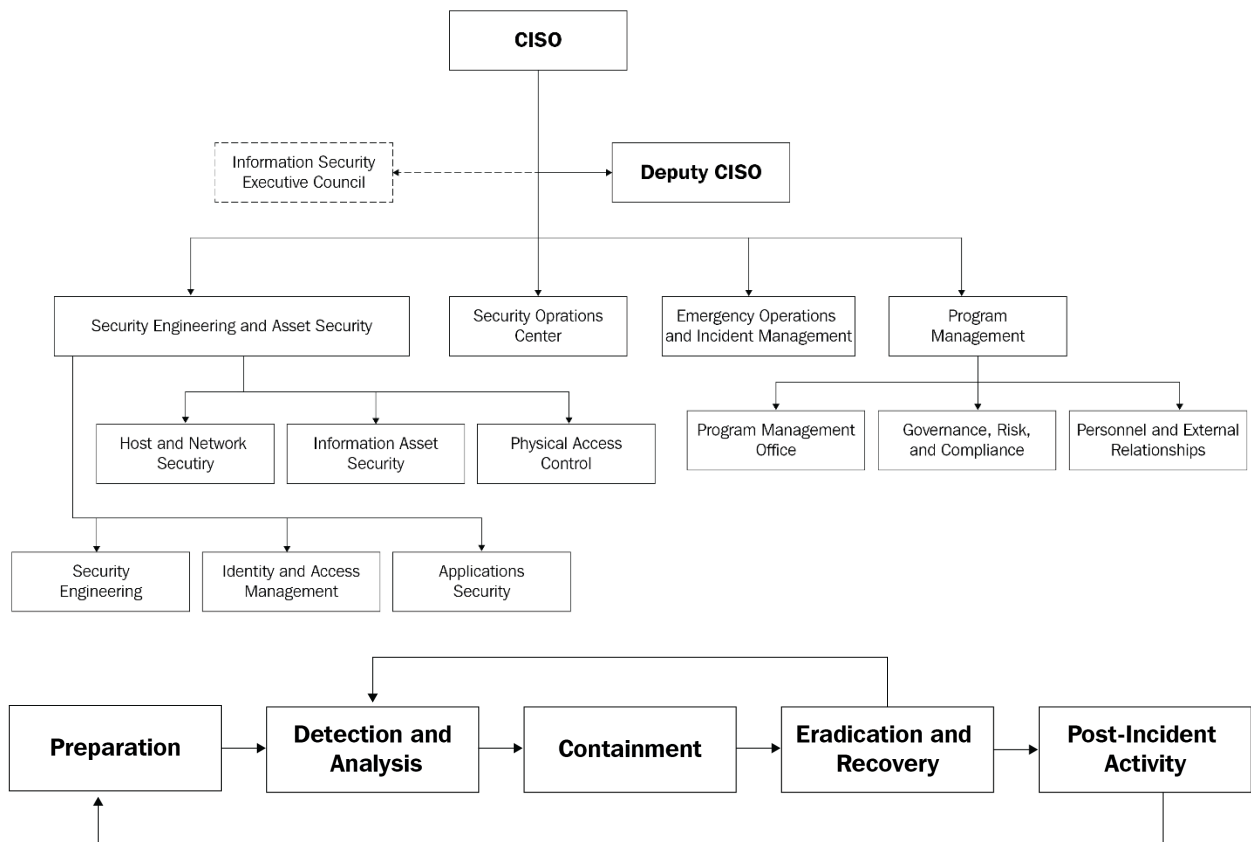 CISO
Information Security
Executive Council
Deputy CISO
Security Engineering and Asset Security
Security Oprations
Center
Emergency Operations
and Incident Management
Program
Management
Host and Network
Secutiry
Information Asset
Security
Physical Access
Control
Program Management
Office
Governance, Risk,
and Compliance
Personnel and External
Relationships
Security
Engineering
Identity and Access
Management
Applications
Security
Preparation
Detection and
Analysis
Containment
Eradication and
Recovery
Post-Incident
Activity